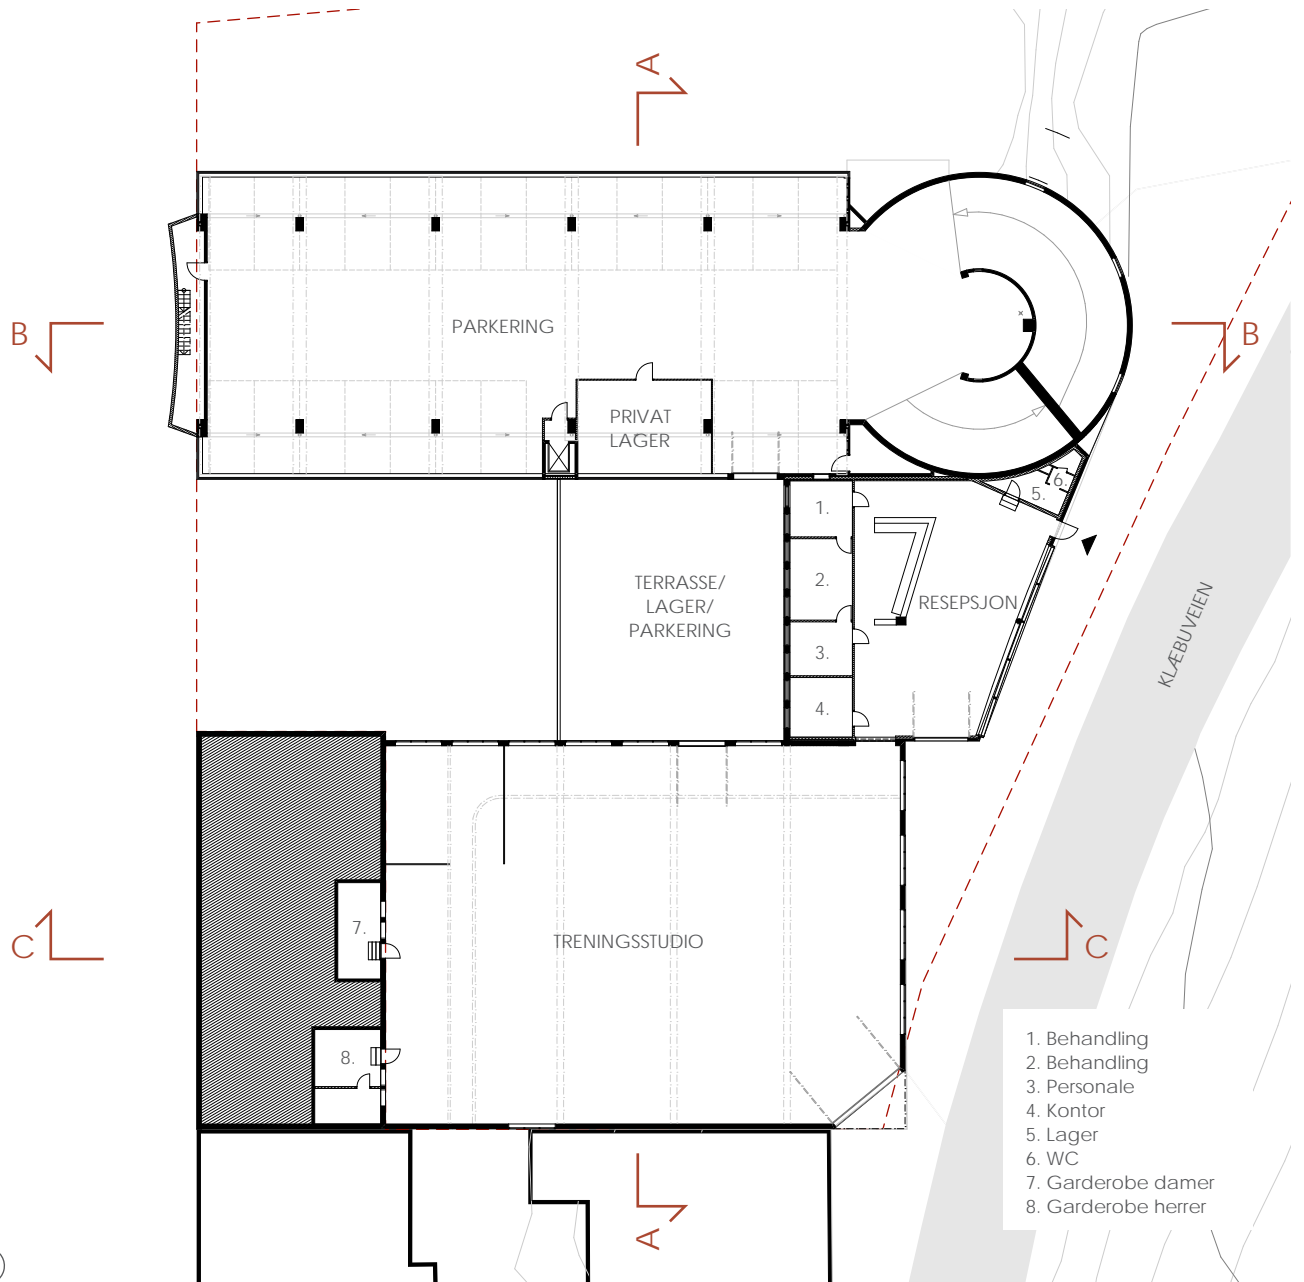 A
B
B
PARKERING
PRIVAT
LAGER
1.
2.
3.
4.
5.
6.
TERRASSE/
LAGER/
PARKERING
RESEPSJON
KLÆBUVEIEN
C
C
7.
8.
TRENINGSSTUDIO
1. Behandling
2. Behandling
3. Personale
4. Kontor
5. Lager
6. WC
7. Garderobe damer
8. Garderobe herrer
A